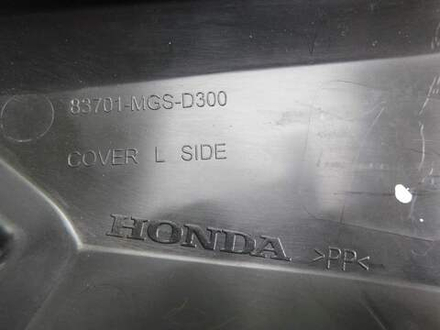 83701-MGS-D300
COVER L SIDE
HONDA >PP<